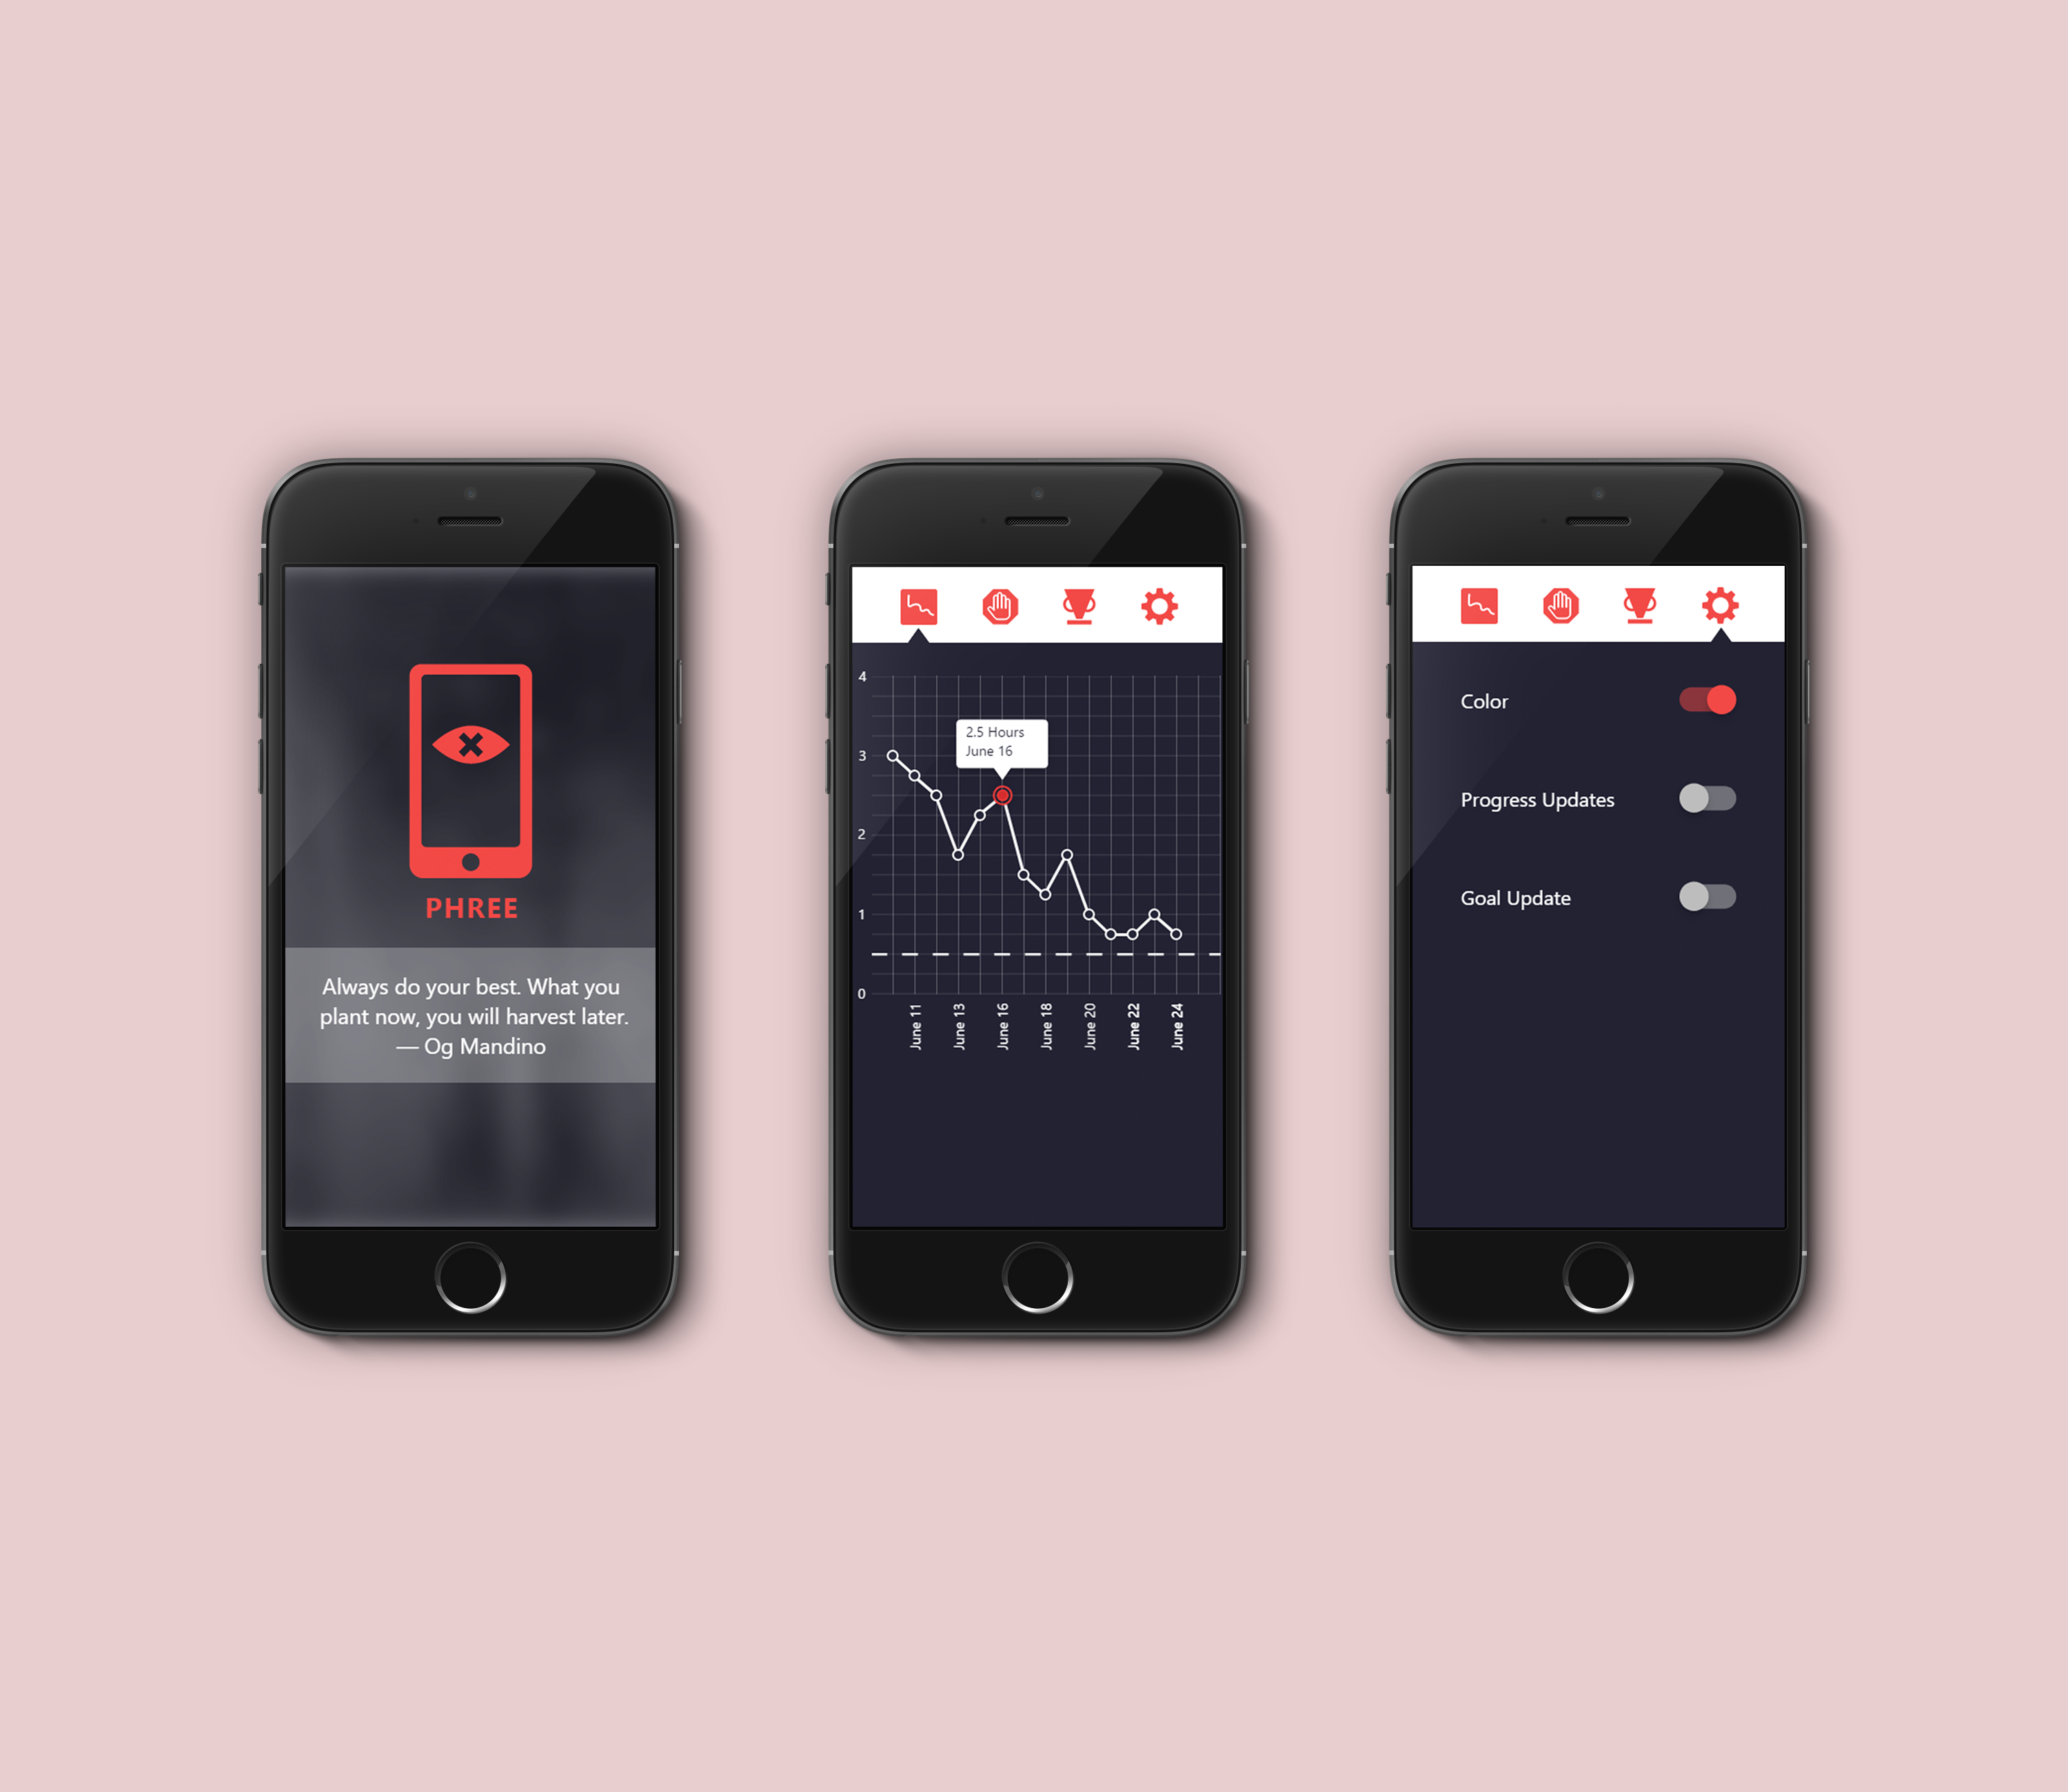 PHREE
Always do your best. What you
plant now, you will harvest later.
— Og Mandino
4
3
2
1
0
2.5 Hours
June 16
June 11
June 13
June 16
June 18
June 20
June 22
June 24
Color
Progress Updates
Goal Update